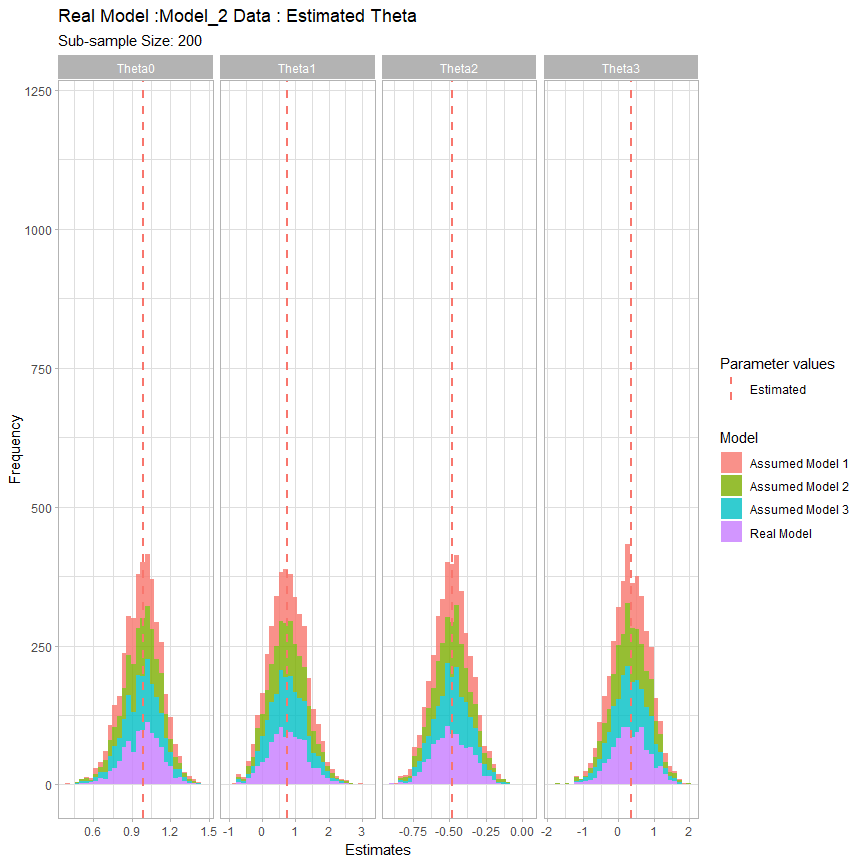 Real Model :Model_2 Data : Estimated Theta
Sub-sample Size: 200
Theta0
Theta1
Theta2
Theta3
1250
1000
750
500
250
0
Frequency
0.6 0.9 1.2 1.5
-1 0 1 2 3
-0.75 -0.50 -0.25 0.00
-2 -1 0 1 2
Estimates
Parameter values
Estimated
Model
Assumed Model 1
Assumed Model 2
Assumed Model 3
Real Model